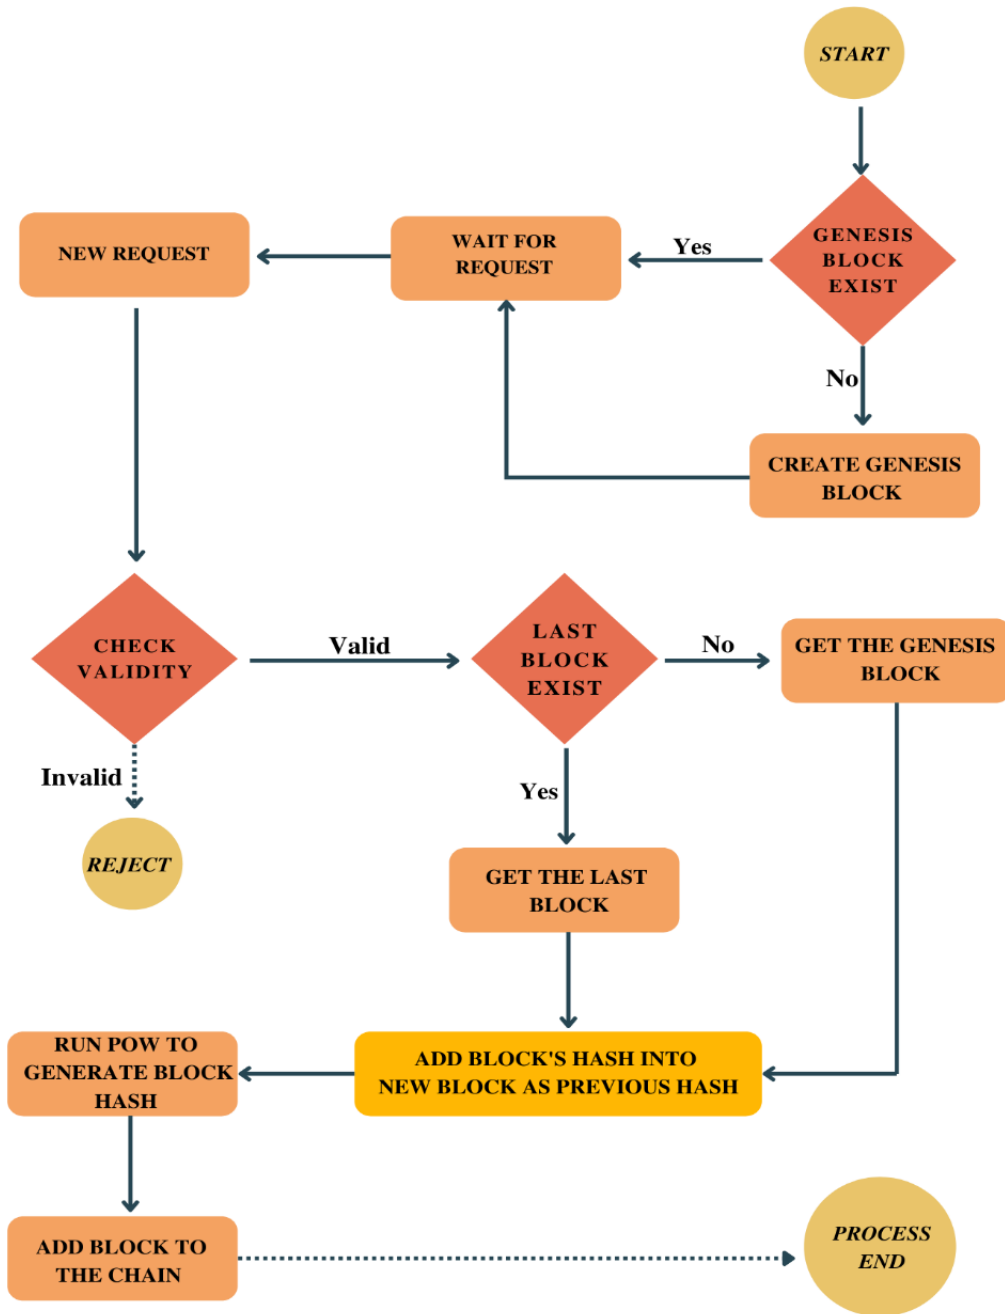 START
GENESIS
BLOCK
EXIST
Yes
WAIT FOR
REQUEST
NEW REQUEST
No
CREATE GENESIS
BLOCK
CHECK
VALIDITY
Valid
LAST
BLOCK
EXIST
No
GET THE GENESIS
BLOCK
Invalid
REJECT
Yes
GET THE LAST
BLOCK
ADD BLOCK'S HASH INTO
NEW BLOCK AS PREVIOUS HASH
RUN POW TO
GENERATE BLOCK
HASH
ADD BLOCK TO
THE CHAIN
PROCESS
END